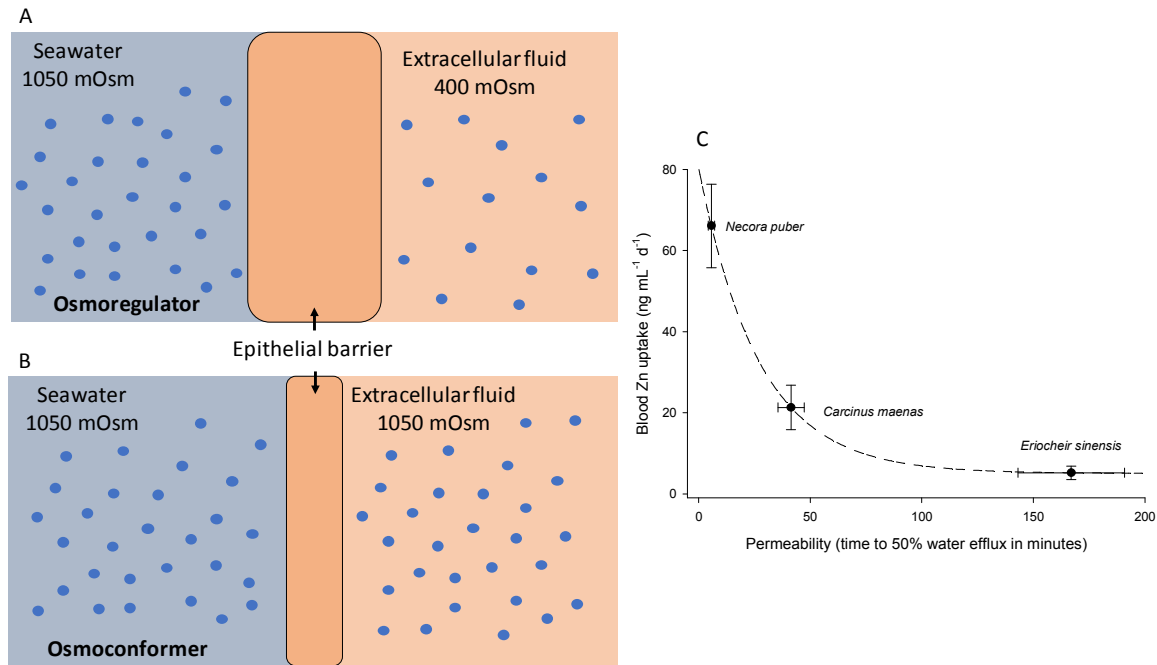 A
Seawater
1050 mOsm
Extracellular fluid
400 mOsm
Osmoregulator
Epithelial barrier
B
Seawater
1050 mOsm
Extracellular fluid
1050 mOsm
Osmoconformer
C
80
60
40
20
0
Blood Zn uptake (ng mL⁻¹ d⁻¹)
Necora puber
Carcinus maenas
Eriocheir sinensis
0 50 100 150 200
Permeability (time to 50% water efflux in minutes)